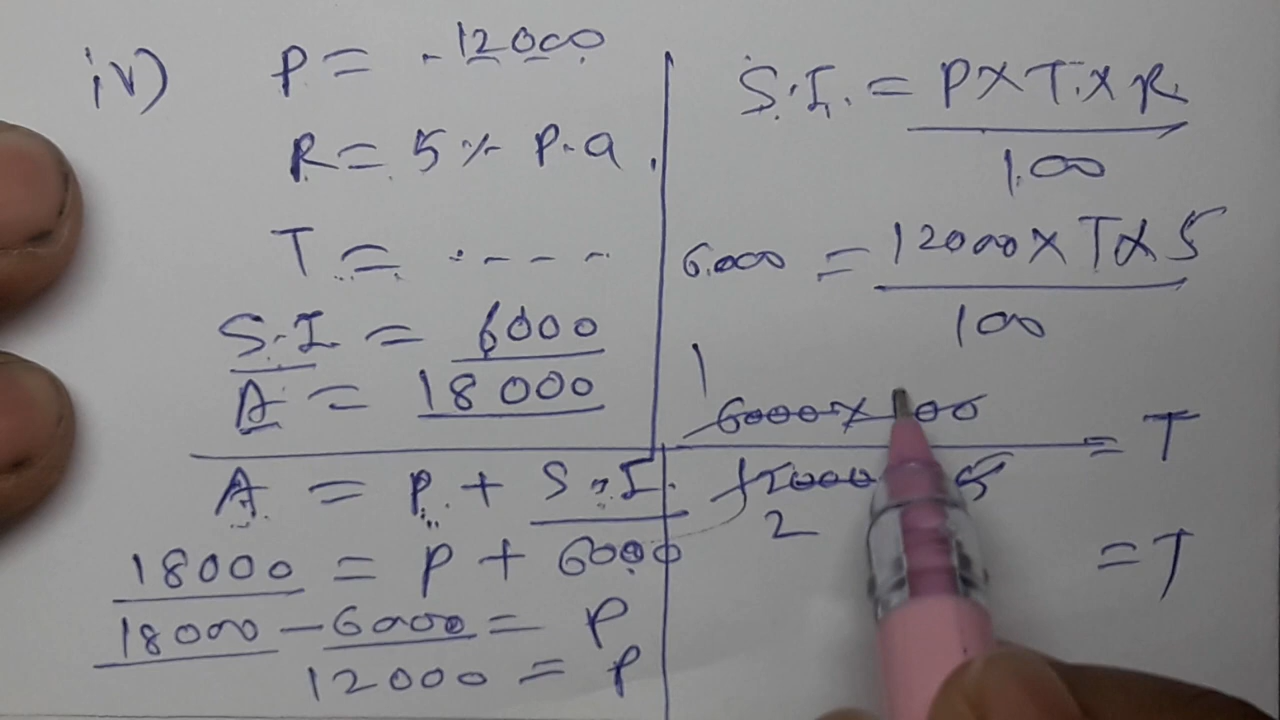 iv) P = 12000
R = 5 % P.a.
T = - - - -
S.I = 6000
A = 18000
A = P + S.I.
18000 = P + 6000
18000 - 6000 = P
12000 = P
S.I. = P X T X R
100
6000 = 12000 X T X 5
100
1
6000 X 100 = T
12000 5
2
= T